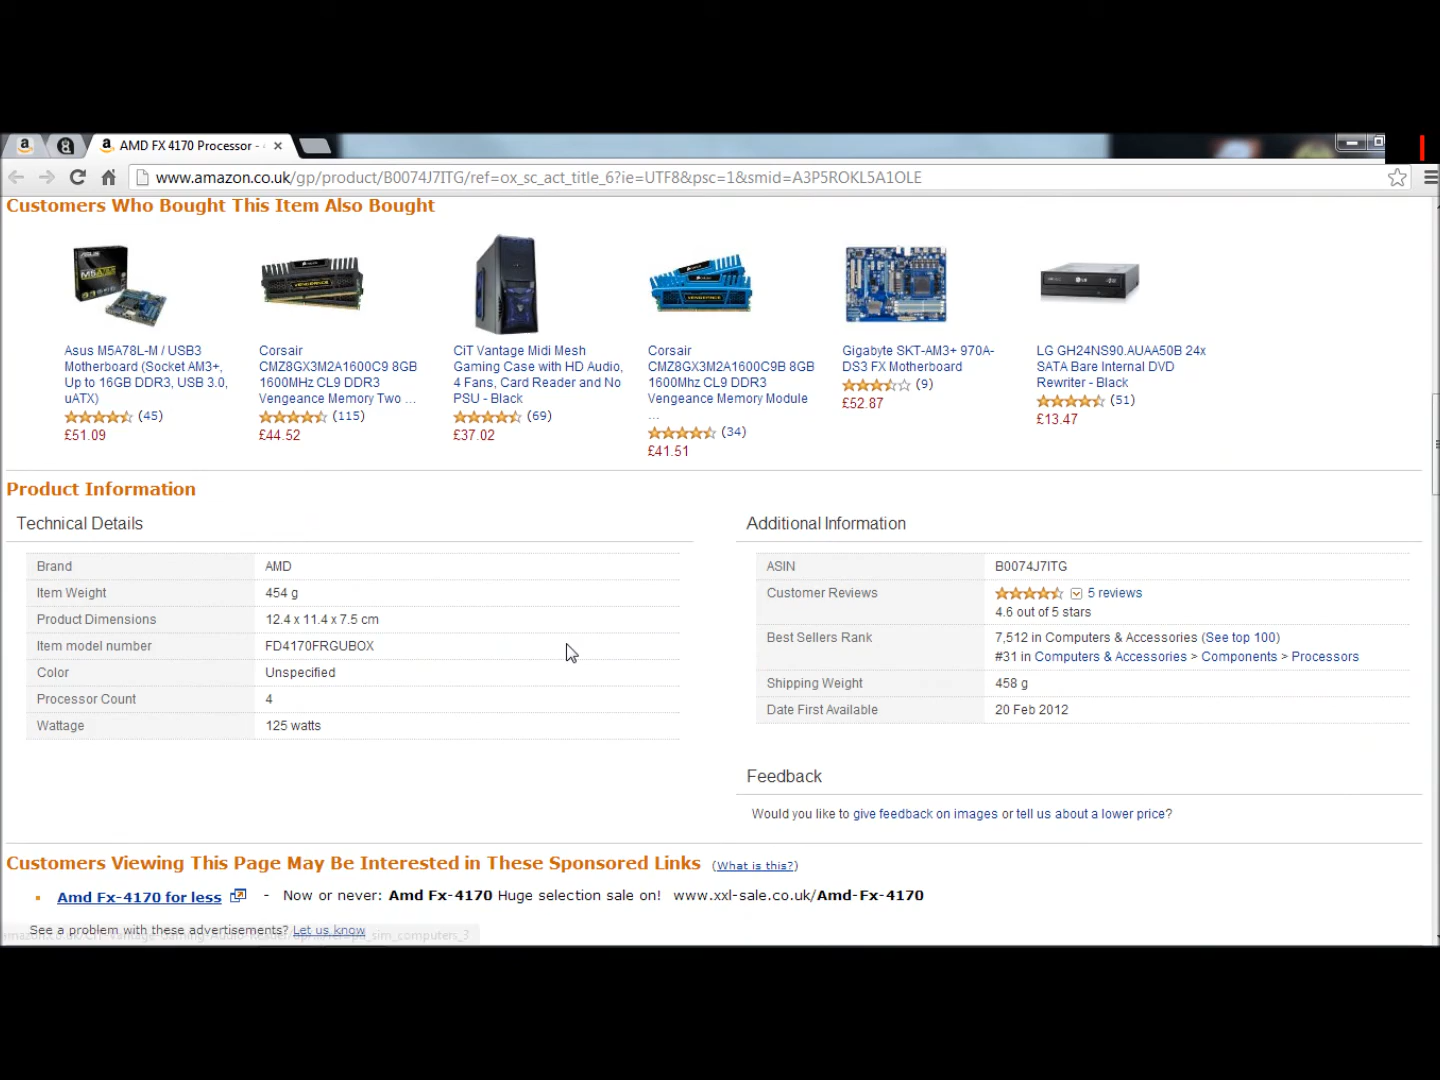 AMD FX 4170 Processor -
www.amazon.co.uk/gp/product/B0074J7ITG/ref=ox_sc_act_title_6?ie=UTF8&psc=1&smid=A3P5ROKL5A1OLE
Customers Who Bought This Item Also Bought
Asus M5A78L-M / USB3
Motherboard (Socket AM3+,
Up to 16GB DDR3, USB 3.0,
uATX)
(45)
£51.09
Corsair
CMZ8GX3M2A1600C9 8GB
1600MHz CL9 DDR3
Vengeance Memory Two ...
(115)
£44.52
CiT Vantage Midi Mesh
Gaming Case with HD Audio,
4 Fans, Card Reader and No
PSU - Black
(69)
£37.02
Corsair
CMZ8GX3M2A1600C9B 8GB
1600Mhz CL9 DDR3
Vengeance Memory Module
...
(34)
£41.51
Gigabyte SKT-AM3+ 970A-
DS3 FX Motherboard
(9)
£52.87
LG GH24NS90.AUAA50B 24x
SATA Bare Internal DVD
Rewriter - Black
(51)
£13.47
Product Information
Technical Details
Brand AMD
Item Weight 454 g
Product Dimensions 12.4 x 11.4 x 7.5 cm
Item model number FD4170FRGUBOX
Color Unspecified
Processor Count 4
Wattage 125 watts
Additional Information
ASIN B0074J7ITG
Customer Reviews 5 reviews
4.6 out of 5 stars
Best Sellers Rank 7,512 in Computers & Accessories (See top 100)
#31 in Computers & Accessories > Components > Processors
Shipping Weight 458 g
Date First Available 20 Feb 2012
Feedback
Would you like to give feedback on images or tell us about a lower price?
Customers Viewing This Page May Be Interested in These Sponsored Links (What is this?)
Amd Fx-4170 for less - Now or never: Amd Fx-4170 Huge selection sale on! www.xxl-sale.co.uk/Amd-Fx-4170
See a problem with these advertisements? Let us know